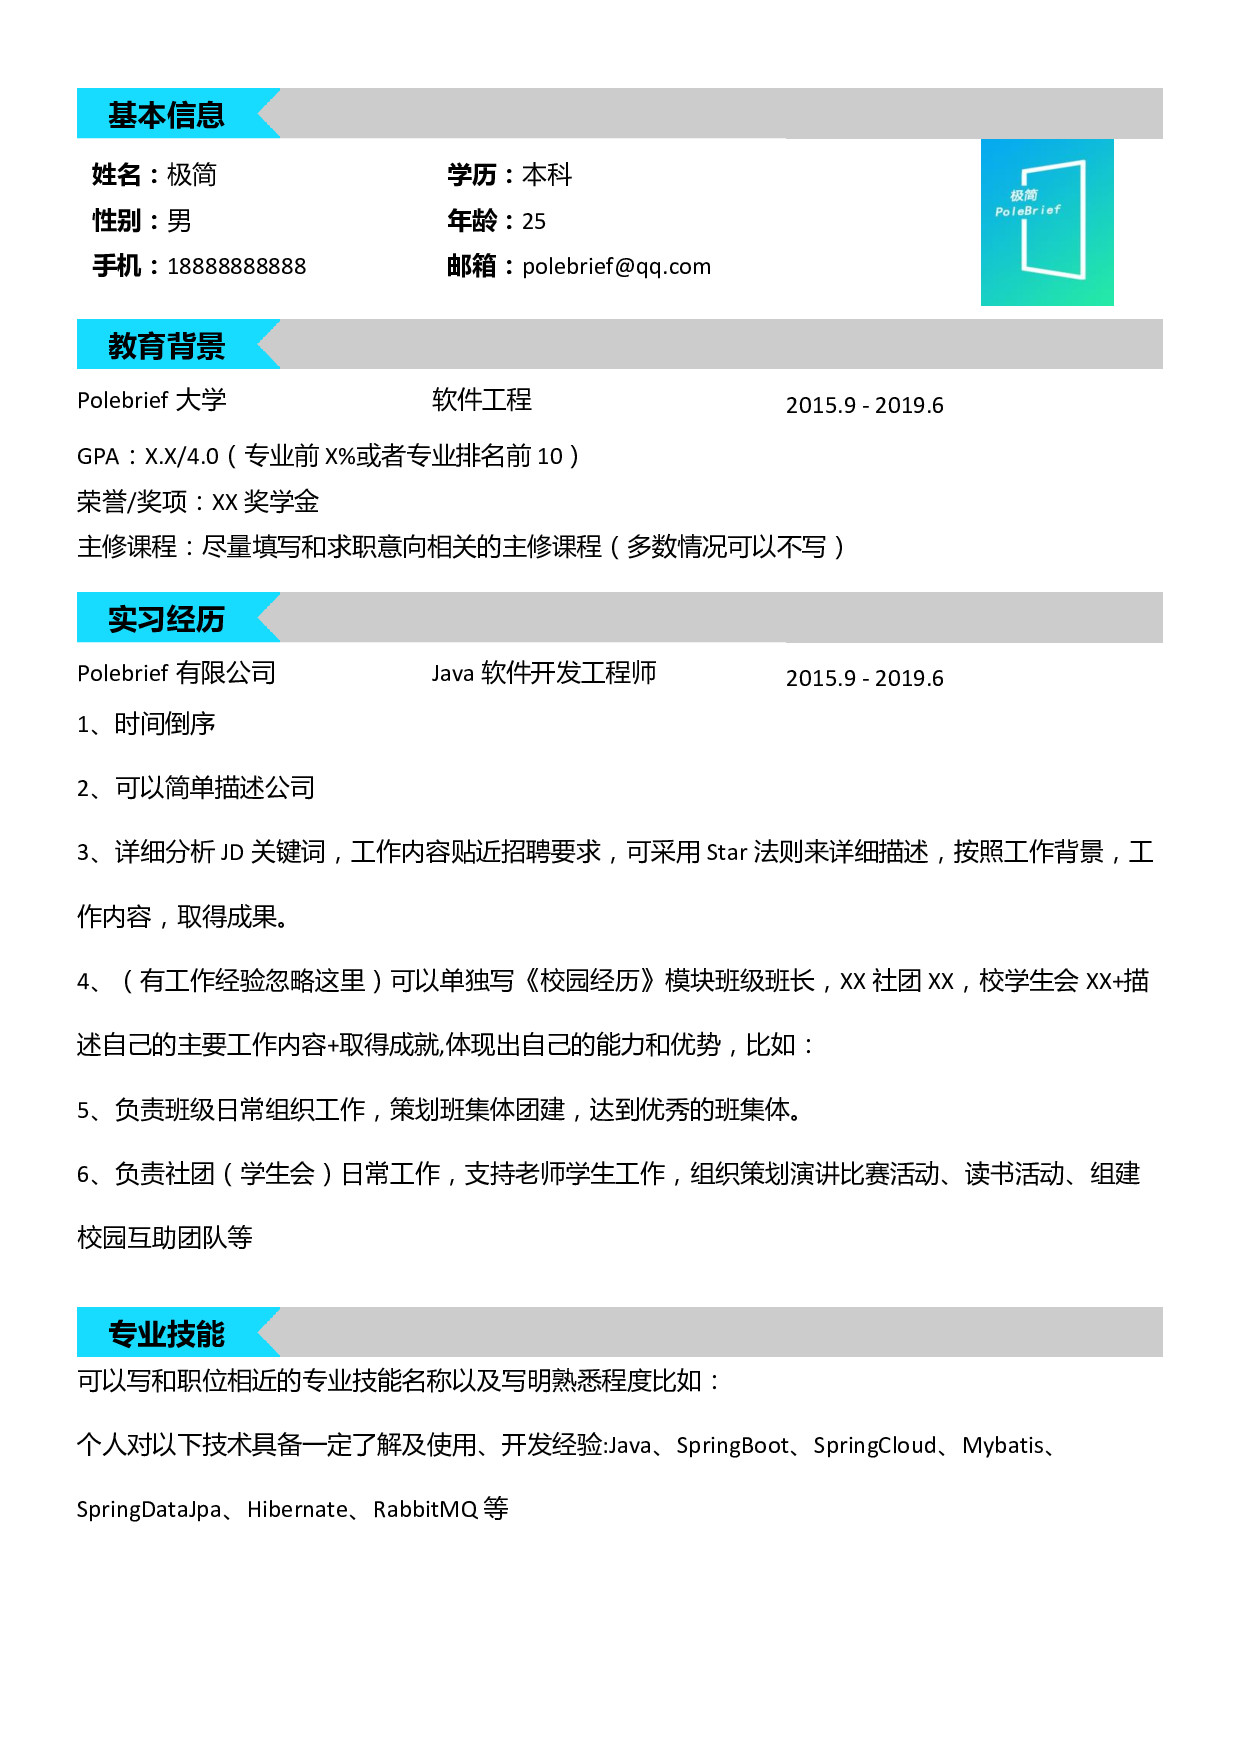 基本信息
姓名：极简 学历：本科
性别：男 年龄：25
手机：18888888888 邮箱：polebrief@qq.com
极简
PoleBrief
教育背景
Polebrief 大学 软件工程 2015.9 - 2019.6
GPA：X.X/4.0（专业前 X%或者专业排名前 10）
荣誉/奖项：XX 奖学金
主修课程：尽量填写和求职意向相关的主修课程（多数情况可以不写）
实习经历
Polebrief 有限公司 Java 软件开发工程师 2015.9 - 2019.6
1、时间倒序
2、可以简单描述公司
3、详细分析 JD 关键词，工作内容贴近招聘要求，可采用 Star 法则来详细描述，按照工作背景，工
作内容，取得成果。
4、（有工作经验忽略这里）可以单独写《校园经历》模块班级班长，XX 社团 XX，校学生会 XX+描
述自己的主要工作内容+取得成就,体现出自己的能力和优势，比如：
5、负责班级日常组织工作，策划班集体团建，达到优秀的班集体。
6、负责社团（学生会）日常工作，支持老师学生工作，组织策划演讲比赛活动、读书活动、组建
校园互助团队等
专业技能
可以写和职位相近的专业技能名称以及写明熟悉程度比如：
个人对以下技术具备一定了解及使用、开发经验:Java、SpringBoot、SpringCloud、Mybatis、
SpringDataJpa、Hibernate、RabbitMQ 等